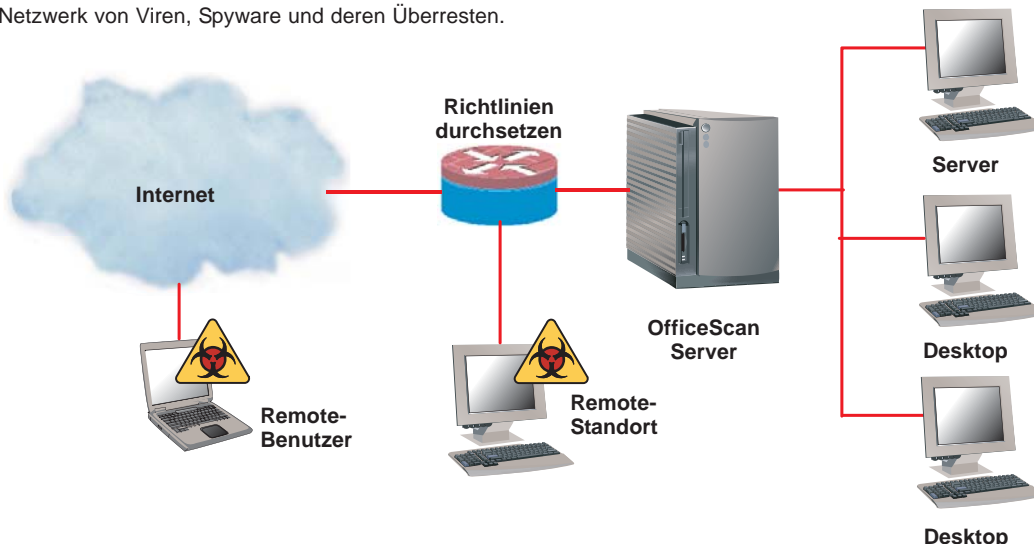 Netzwerk von Viren, Spyware und deren Überresten.
Richtlinien
durchsetzen
Internet
Server
OfficeScan
Server
Desktop
Remote-
Benutzer
Remote-
Standort
Desktop